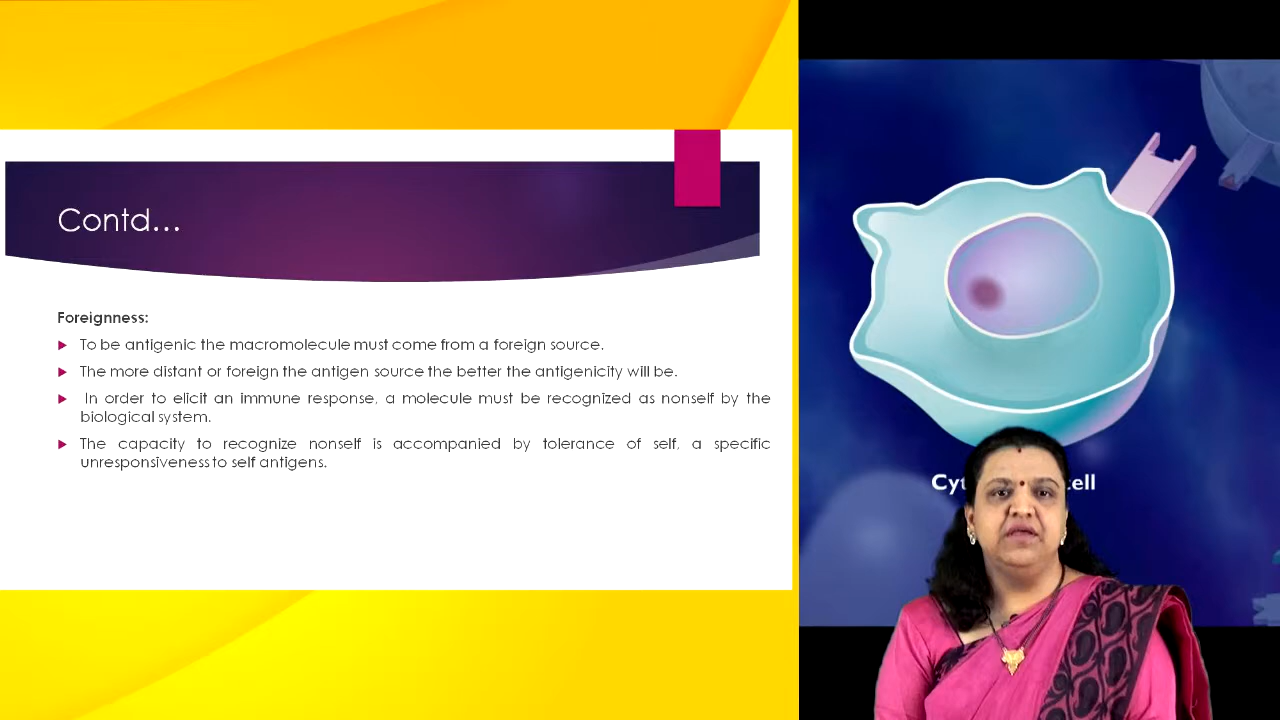 Contd...
Foreignness:
To be antigenic the macromolecule must come from a foreign source.
The more distant or foreign the antigen source the better the antigenicity will be.
In order to elicit an immune response, a molecule must be recognized as nonself by the
biological system.
The capacity to recognize nonself is accompanied by tolerance of self, a specific
unresponsiveness to self antigens.